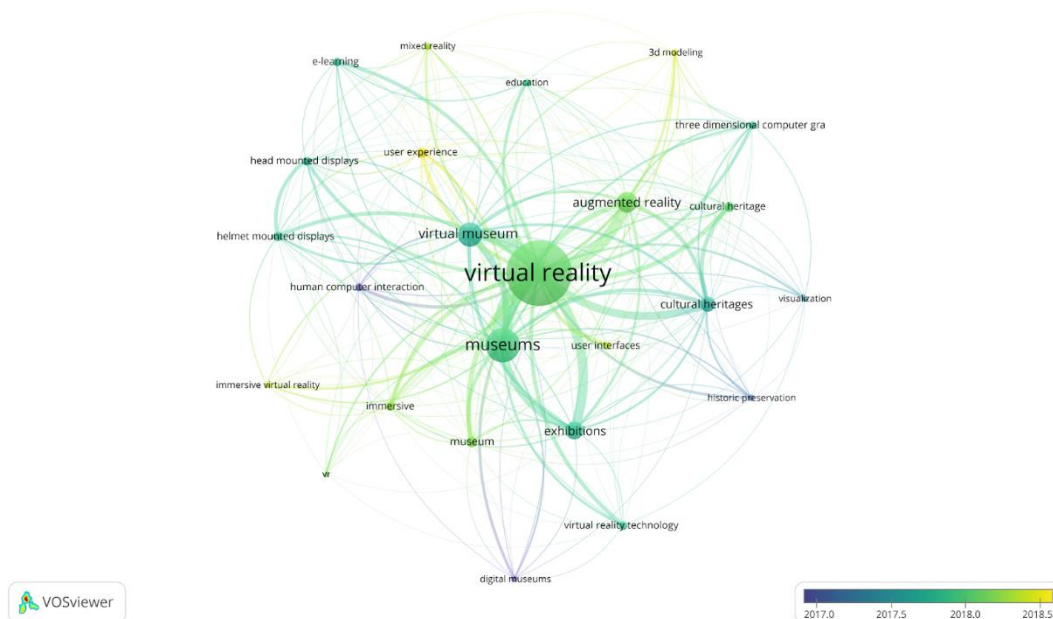 mixed reality
3d modeling
e-learning
education
three dimensional computer gra
user experience
head mounted displays
augmented reality
cultural heritage
virtual museum
helmet mounted displays
virtual reality
human computer interaction
visualization
cultural heritages
museums
user interfaces
immersive virtual reality
historic preservation
immersive
exhibitions
museum
vr
virtual reality technology
digital museums
VOSviewer
2017.0 2017.5 2018.0 2018.5